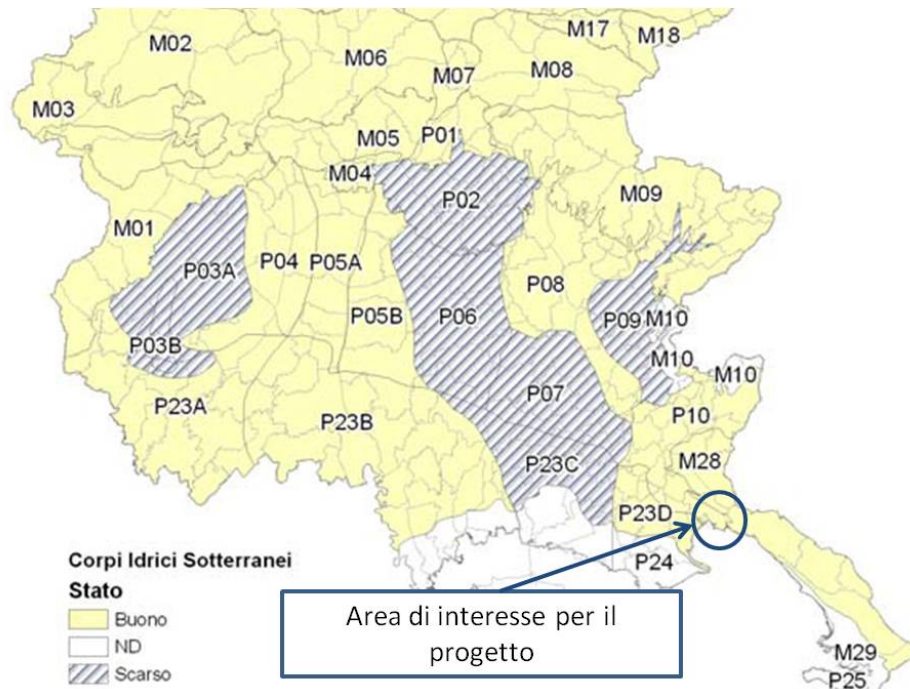 M17
M18
M02
M06
M07
M08
M03
M05
P01
M04
P02
M09
M01
P03A
P04
P05A
P08
P05B
P06
P09
M10
P03B
M10
M10
P23A
P07
P10
P23B
P23C
M28
P23D
P24
Corpi Idrici Sotterranei
Stato
Buono
ND
Scarso
Area di interesse per il
progetto
M29
P25